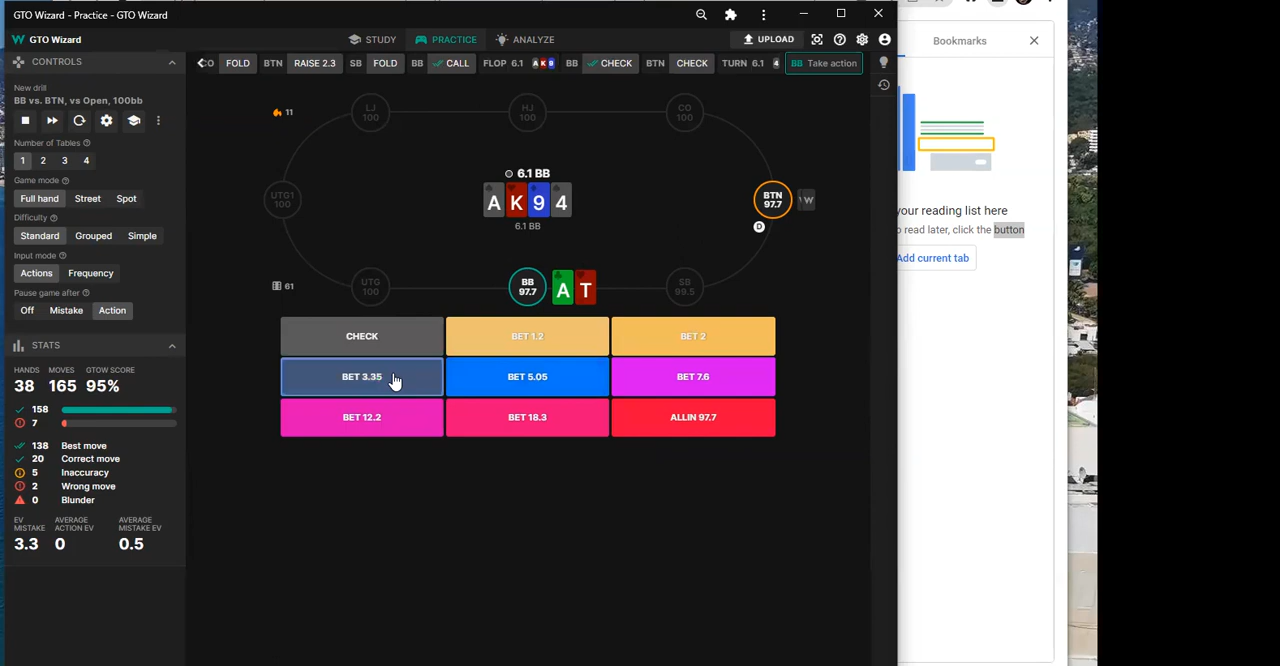 GTO Wizard - Practice - GTO Wizard
GTO Wizard
STUDY
PRACTICE
ANALYZE
UPLOAD
CONTROLS
CO FOLD BTN RAISE 2.3 SB FOLD BB CALL FLOP 6.1 A K 9 BB CHECK BTN CHECK TURN 6.1 4 BB Take action
New drill
BB vs. BTN, vs Open, 100bb
Number of Tables
1 2 3 4
Game mode
Full hand Street Spot
Difficulty
Standard Grouped Simple
Input mode
Actions Frequency
Pause game after
Off Mistake Action
STATS
HANDS MOVES GTOW SCORE
38 165 95%
158
7
138 Best move
20 Correct move
5 Inaccuracy
2 Wrong move
0 Blunder
EV MISTAKE
AVERAGE ACTION EV
AVERAGE MISTAKE EV
3.3 0 0.5
11
LJ
100
HJ
100
CO
100
UTG1
100
6.1 BB
A K 9 4
6.1 BB
BTN
97.7
W
D
61
UTG
100
BB
97.7
A T
SB
99.5
CHECK BET 1.2 BET 2
BET 3.35 BET 5.05 BET 7.6
BET 12.2 BET 18.3 ALLIN 97.7
Bookmarks
your reading list here
o read later, click the button
Add current tab